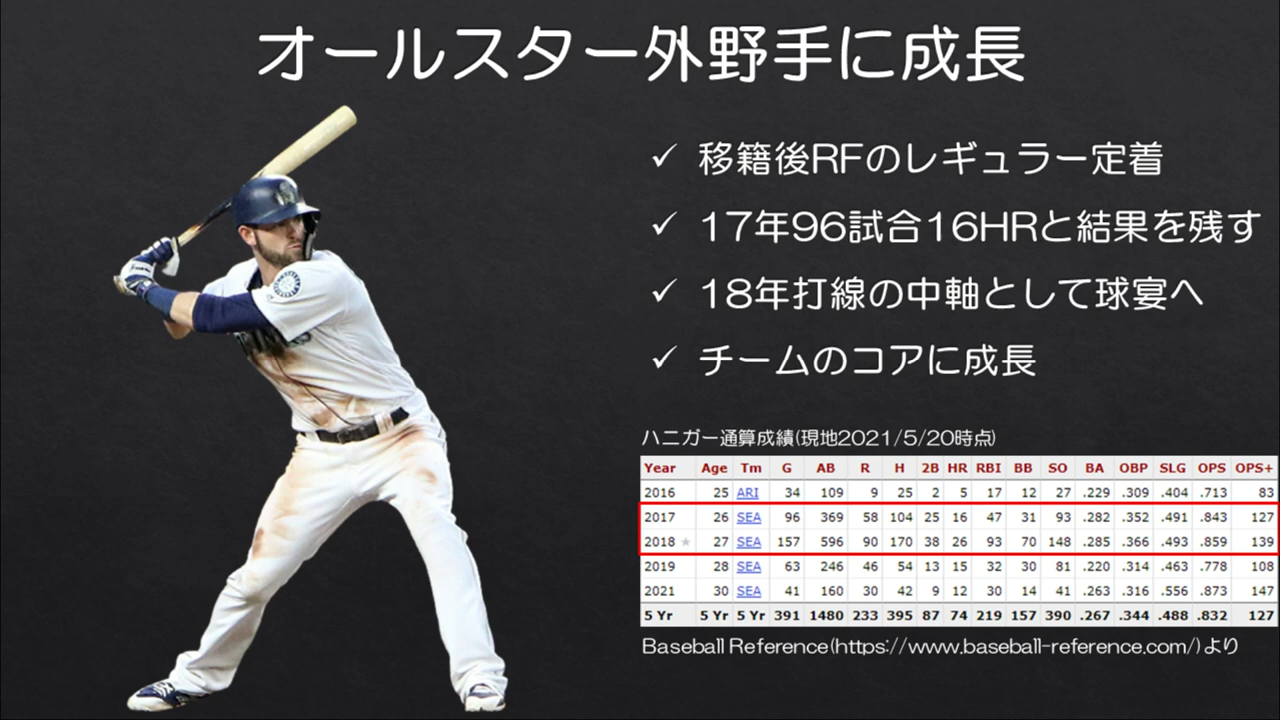 オールスター外野手に成長
✓ 移籍後RFのレギュラー定着
✓ 17年96試合16HRと結果を残す
✓ 18年打線の中軸として球宴へ
✓ チームのコアに成長
ハニガー通算成績(現地2021/5/20時点)
Year Age Tm G AB R H 2B HR RBI BB SO BA OBP SLG OPS OPS+
2016 25 ARI 34 109 9 25 2 5 17 12 27 .229 .309 .404 .713 83
2017 26 SEA 96 369 58 104 25 16 47 31 93 .282 .352 .491 .843 127
2018 ★ 27 SEA 157 596 90 170 38 26 93 70 148 .285 .366 .493 .859 139
2019 28 SEA 63 246 46 54 13 15 32 30 81 .220 .314 .463 .778 108
2021 30 SEA 41 160 30 42 9 12 30 14 41 .263 .316 .556 .873 147
5 Yr 5 Yr 5 Yr 391 1480 233 395 87 74 219 157 390 .267 .344 .488 .832 127
Baseball Reference(https://www.baseball-reference.com/)より